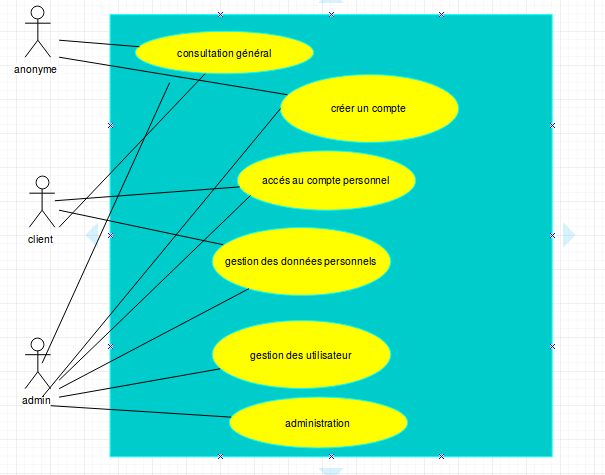 consultation général
anonyme
créer un compte
accés au compte personnel
client
gestion des données personnels
gestion des utilisateur
admin
administration